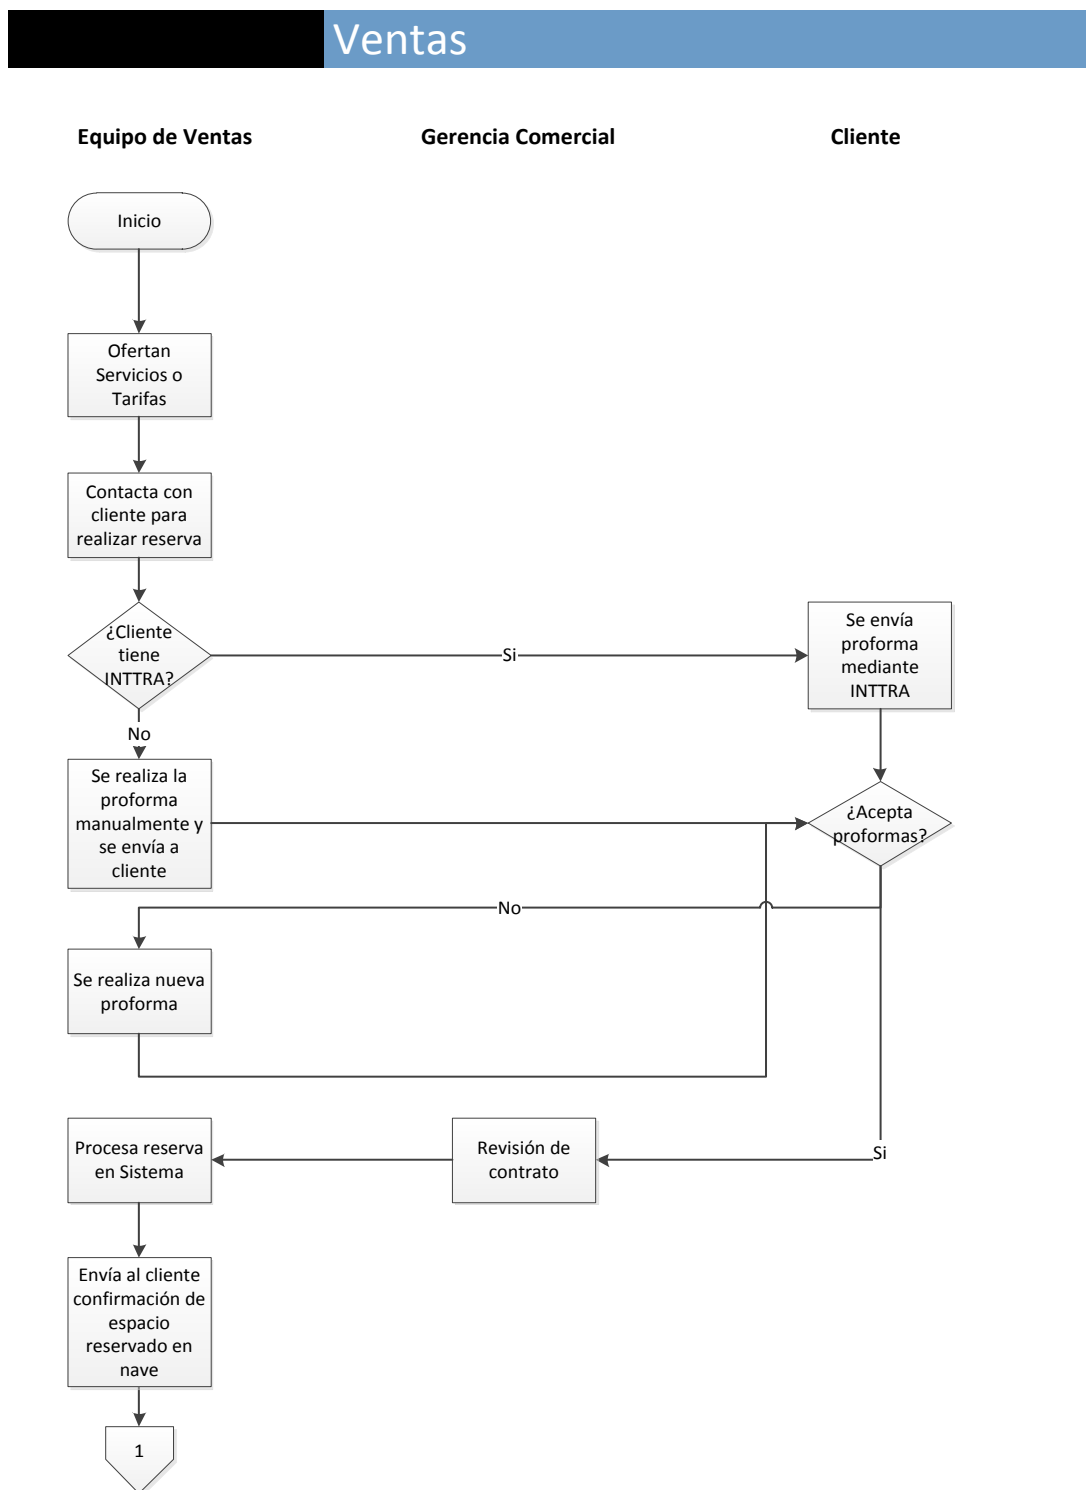 Ventas
Equipo de Ventas
Gerencia Comercial
Cliente
Inicio
Ofertan
Servicios o
Tarifas
Contacta con
cliente para
realizar reserva
¿Cliente
tiene
INTTRA?
Si
Se envía
proforma
mediante
INTTRA
No
Se realiza la
proforma
manualmente y
se envía a
cliente
¿Acepta
proformas?
No
Se realiza nueva
proforma
Procesa reserva
en Sistema
Revisión de
contrato
Si
Envía al cliente
confirmación de
espacio
reservado en
nave
1